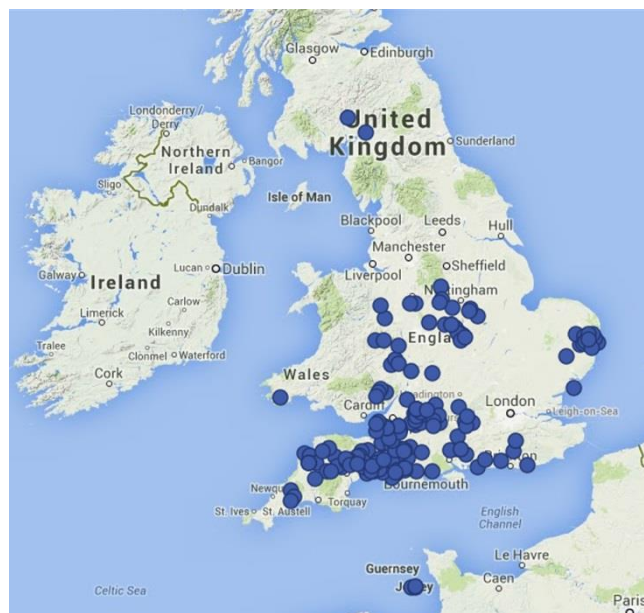 Glasgow
Edinburgh
Londonderry /
Derry
United
Kingdom
Northern
Ireland
Bangor
Sunderland
Sligo
Isle of Man
Dundalk
Blackpool
Leeds
Hull
Manchester
Galway
Lucan
Dublin
Liverpool
Sheffield
Ireland
Carlow
Limerick
Kilkenny
Tralee
Clonmel
Waterford
Cork
Wales
London
Cardiff
Leigh-on-Sea
Bournemouth
Torquay
St. Ives
St. Austell
English
Channel
Guernsey
Le Havre
Caen
Celtic Sea
Paris